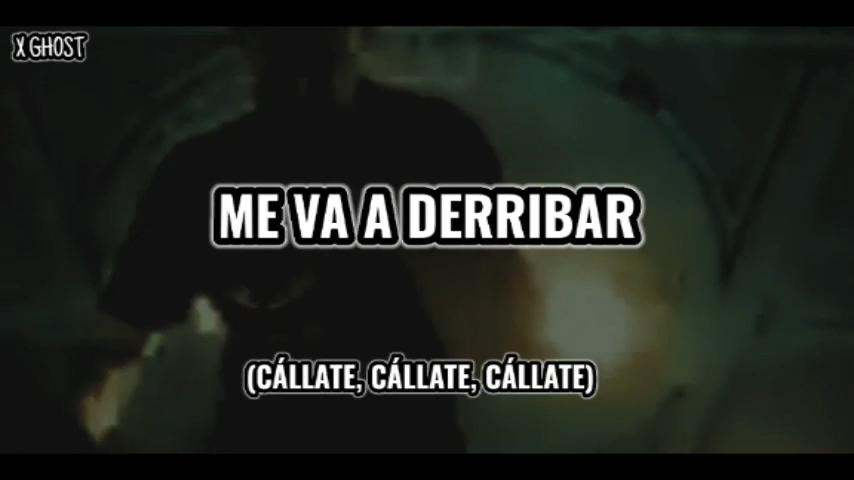 X GHOST
ME VA A DERRIBAR
(CÁLLATE, CÁLLATE, CÁLLATE)